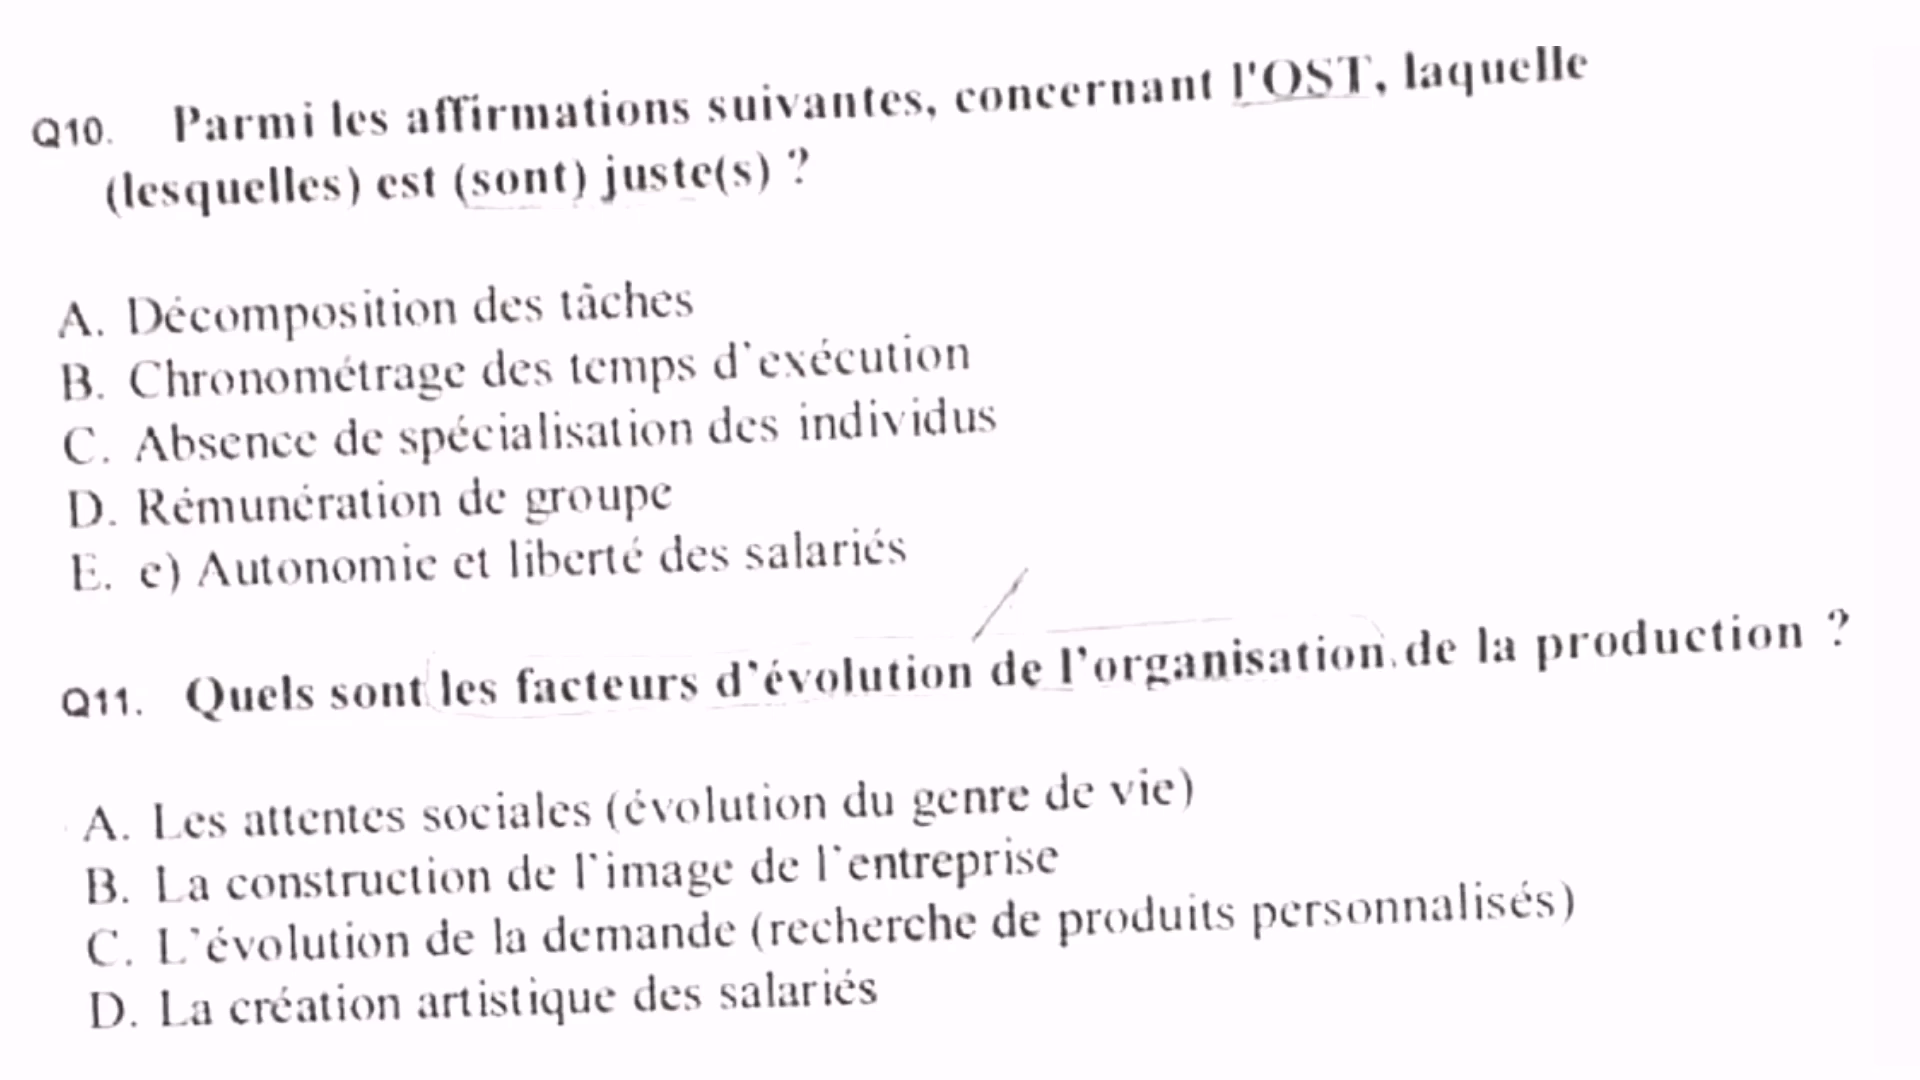 Q10. Parmi les affirmations suivantes, concernant l'OST, laquelle
(lesquelles) est (sont) juste(s) ?
A. Décomposition des tâches
B. Chronométrage des temps d'exécution
C. Absence de spécialisation des individus
D. Rémunération de groupe
E. e) Autonomie et liberté des salariés
Q11. Quels sont les facteurs d'évolution de l'organisation de la production ?
A. Les attentes sociales (évolution du genre de vie)
B. La construction de l'image de l'entreprise
C. L'évolution de la demande (recherche de produits personnalisés)
D. La création artistique des salariés